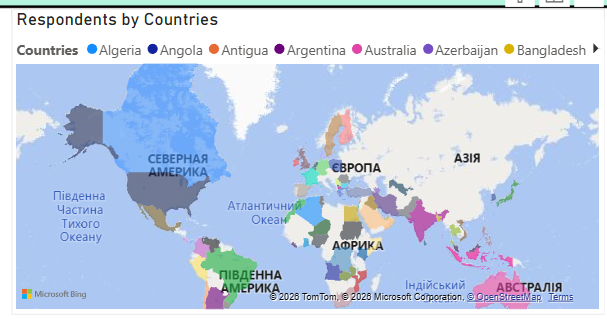 Respondents by Countries
Countries Algeria Angola Antigua Argentina Australia Azerbaijan Bangladesh
СЕВЕРНАЯ
АМЕРИКА
ЄВРОПА
АЗІЯ
Південна
Частина
Тихого
Океану
Атлантичний
Океан
АФРИКА
ПІВДЕННА
АМЕРИКА
Індійський
АВСТРАЛІЯ
Microsoft Bing
© 2026 TomTom, © 2026 Microsoft Corporation, © OpenStreetMap Terms